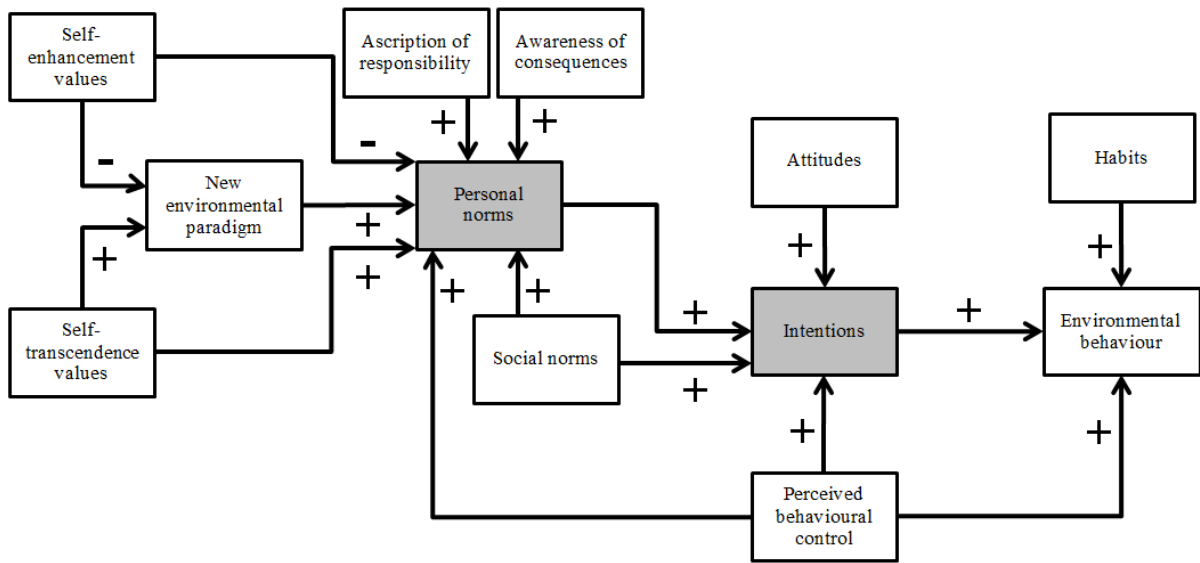 Self-
enhancement
values
Ascription of
responsibility
Awareness of
consequences
+
+
-
-
Attitudes
Habits
New
environmental
paradigm
Personal
norms
+
+
+
+
+
+
+
Self-
transcendence
values
Social norms
+
+
Intentions
+
Environmental
behaviour
+
+
Perceived
behavioural
control